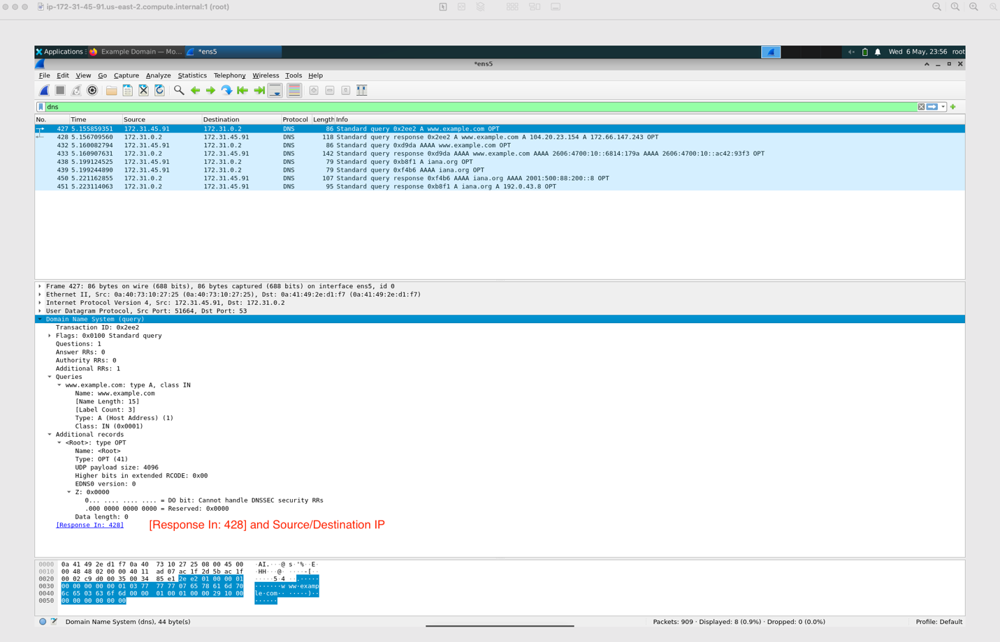 ip-172-31-45-91.us-east-2.compute.internal:1 (root)
Applications : Example Domain — Mo... *ens5 Wed 6 May, 23:56 root
*ens5
File Edit View Go Capture Analyze Statistics Telephony Wireless Tools Help
dns
No. Time Source Destination Protocol Length Info
427 5.155859351 172.31.45.91 172.31.0.2 DNS 86 Standard query 0x2ee2 A www.example.com OPT
428 5.156709560 172.31.0.2 172.31.45.91 DNS 118 Standard query response 0x2ee2 A www.example.com A 104.20.23.154 A 172.66.147.243 OPT
432 5.160082794 172.31.45.91 172.31.0.2 DNS 86 Standard query 0xd9da AAAA www.example.com OPT
433 5.160907631 172.31.0.2 172.31.45.91 DNS 142 Standard query response 0xd9da AAAA www.example.com AAAA 2606:4700:10::6814:179a AAAA 2606:4700:10::ac42:93f3 OPT
438 5.199124525 172.31.45.91 172.31.0.2 DNS 79 Standard query 0xb8f1 A iana.org OPT
439 5.199244890 172.31.45.91 172.31.0.2 DNS 79 Standard query 0xf4b6 AAAA iana.org OPT
450 5.221162855 172.31.0.2 172.31.45.91 DNS 107 Standard query response 0xf4b6 AAAA iana.org AAAA 2001:500:88:200::8 OPT
451 5.223114063 172.31.0.2 172.31.45.91 DNS 95 Standard query response 0xb8f1 A iana.org A 192.0.43.8 OPT
Frame 427: 86 bytes on wire (688 bits), 86 bytes captured (688 bits) on interface ens5, id 0
Ethernet II, Src: 0a:40:73:10:27:25 (0a:40:73:10:27:25), Dst: 0a:41:49:2e:d1:f7 (0a:41:49:2e:d1:f7)
Internet Protocol Version 4, Src: 172.31.45.91, Dst: 172.31.0.2
User Datagram Protocol, Src Port: 51664, Dst Port: 53
Domain Name System (query)
Transaction ID: 0x2ee2
Flags: 0x0100 Standard query
Questions: 1
Answer RRs: 0
Authority RRs: 0
Additional RRs: 1
Queries
www.example.com: type A, class IN
Name: www.example.com
[Name Length: 15]
[Label Count: 3]
Type: A (Host Address) (1)
Class: IN (0x0001)
Additional records
<Root>: type OPT
Name: <Root>
Type: OPT (41)
UDP payload size: 4096
Higher bits in extended RCODE: 0x00
EDNS0 version: 0
Z: 0x0000
0... .... .... .... = DO bit: Cannot handle DNSSEC security RRs
.000 0000 0000 0000 = Reserved: 0x0000
Data length: 0
[Response In: 428] [Response In: 428] and Source/Destination IP
0000 0a 41 49 2e d1 f7 0a 40 73 10 27 25 08 00 45 00 ·AI.···@ s·'%··E·
0010 00 48 48 02 00 00 40 11 ad 07 ac 1f 2d 5b ac 1f ·HH···@· ····-[··
0020 00 02 c9 d0 00 35 00 34 85 e1 2e e2 01 00 00 01 ·····5·4 ··.·····
0030 00 00 00 00 00 01 03 77 77 77 07 65 78 61 6d 70 ·······w ww·examp
0040 6c 65 03 63 6f 6d 00 00 01 00 01 00 00 29 10 00 le·com·· ·····)··
0050 00 00 00 00 00 00 ······
Domain Name System (dns), 44 byte(s) Packets: 909 · Displayed: 8 (0.9%) · Dropped: 0 (0.0%) Profile: Default